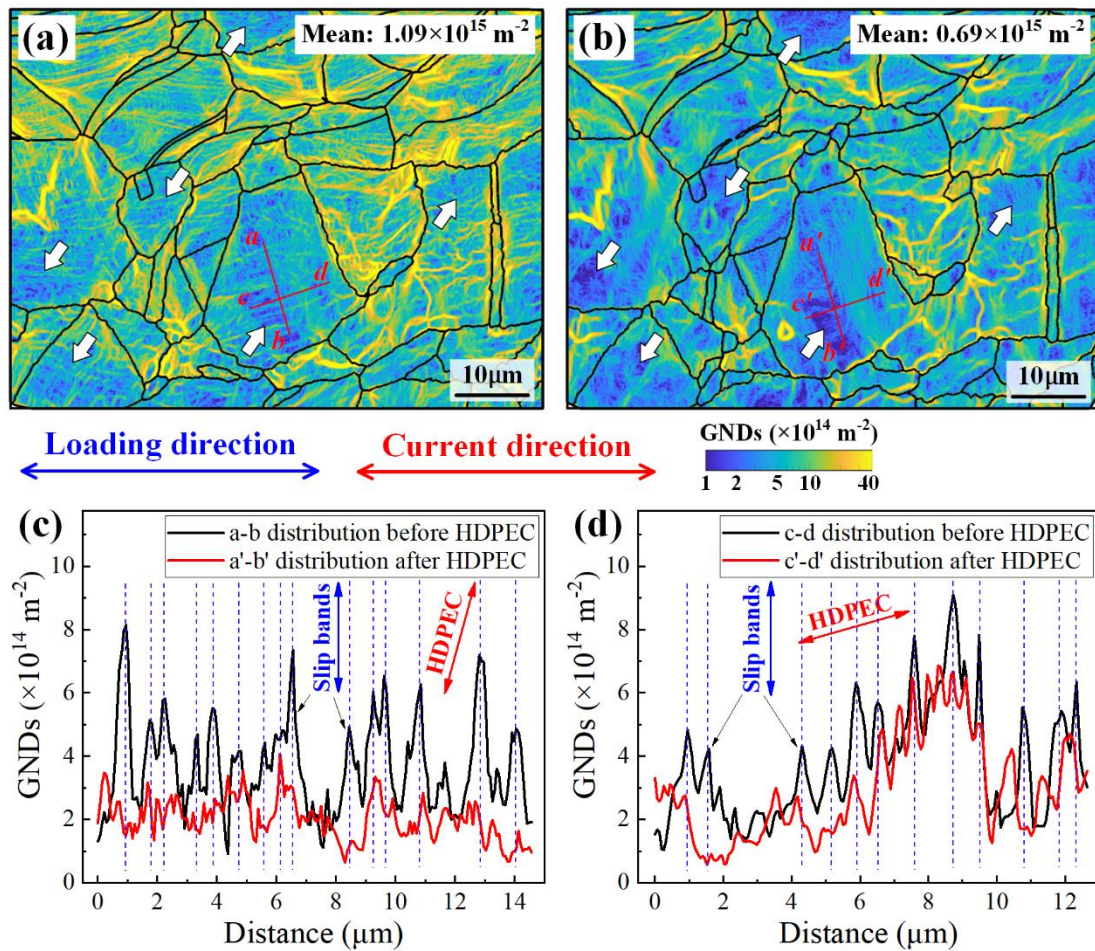 (a)
Mean: 1.09×10¹⁵ m⁻²
a
d
c
b
10μm
(b)
Mean: 0.69×10¹⁵ m⁻²
a'
d'
c'
b'
10μm
Loading direction
Current direction
GNDs (×10¹⁴ m⁻²)
1 2 5 10 40
(c)
a-b distribution before HDPEC
a'-b' distribution after HDPEC
Slip bands
HDPEC
GNDs (×10¹⁴ m⁻²)
10
8
6
4
2
0
0 2 4 6 8 10 12 14
Distance (μm)
(d)
c-d distribution before HDPEC
c'-d' distribution after HDPEC
Slip bands
HDPEC
GNDs (×10¹⁴ m⁻²)
10
8
6
4
2
0
0 2 4 6 8 10 12
Distance (μm)